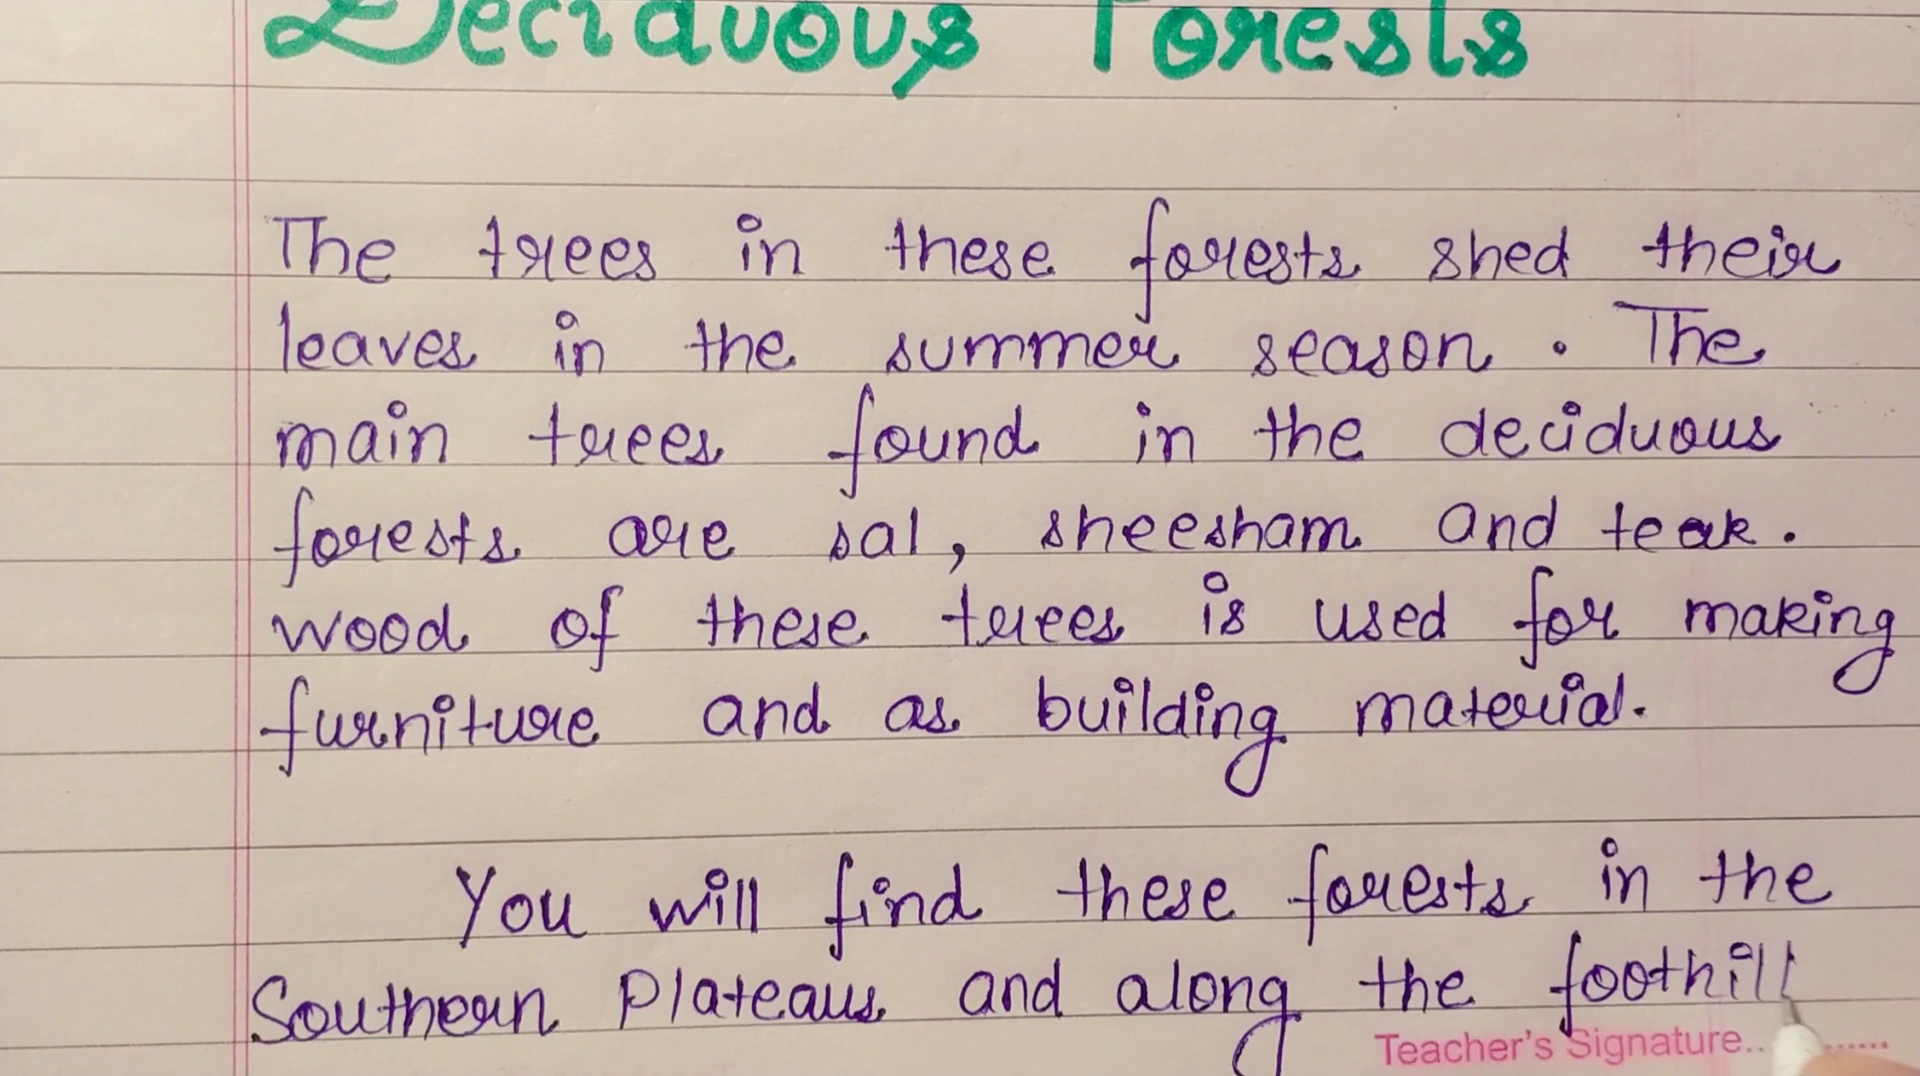 Deciduous Forests
The trees in these forests shed their
leaves in the summer season. The
main trees found in the deciduous
forests are sal, sheesham and teak.
wood of these trees is used for making
furniture and as building material.
You will find these forests in the
Southern Plateaus and along the foothill
Teacher's Signature...........